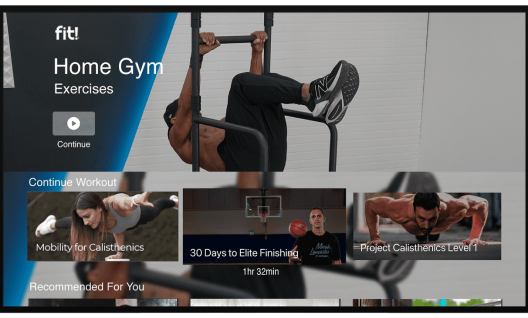 fit!
Home Gym
Exercises
Continue
Continue Workout
Mobility for Calisthenics
30 Days to Elite Finishing
Project Calisthenics Level 1
1hr 32min
Recommended For You